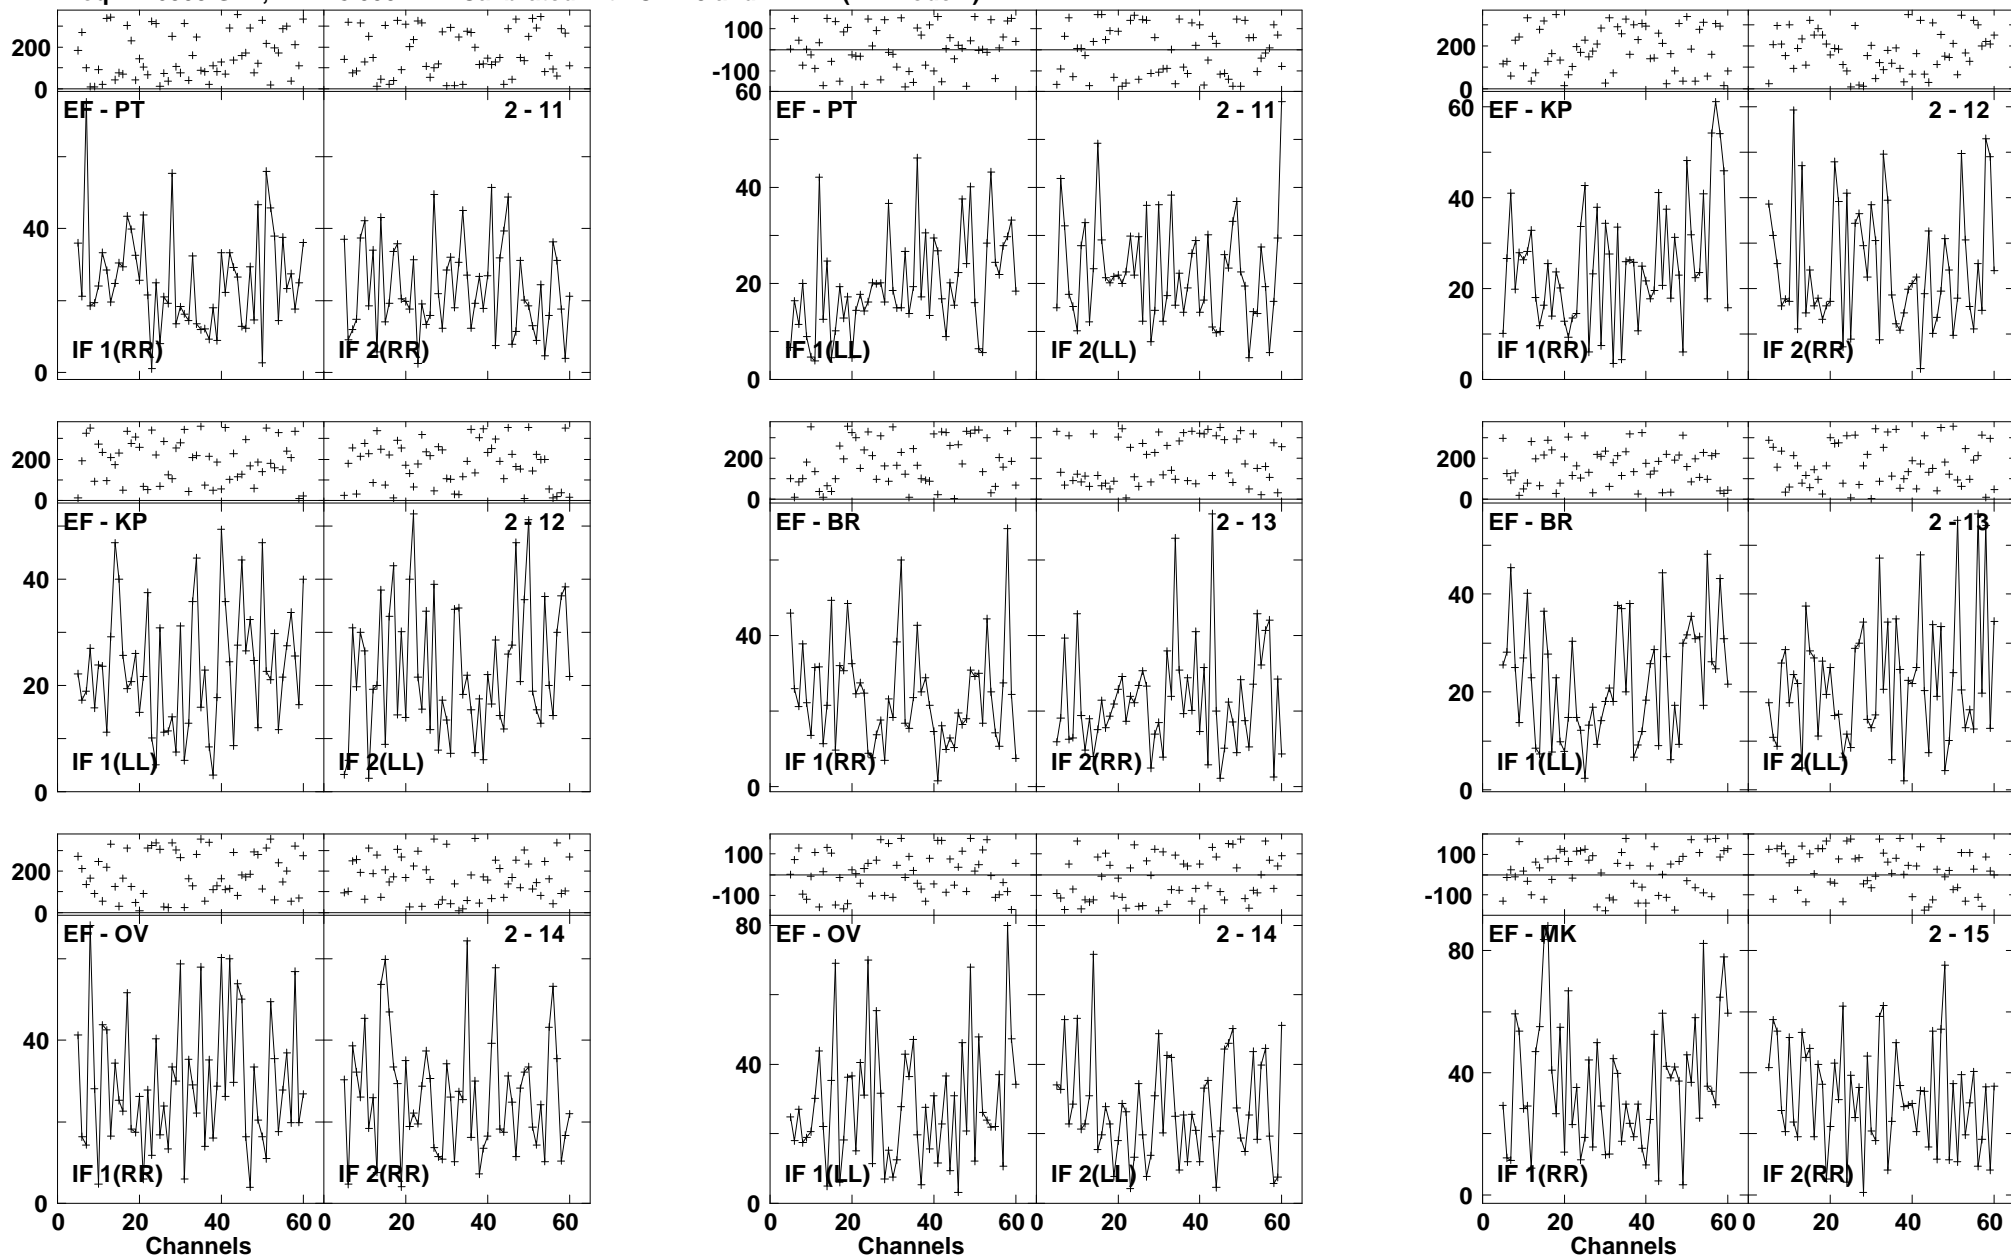 200
0
100
-100
200
0
EF - PT
2 - 11
40
0
IF 1(RR)
IF 2(RR)
60
EF - PT
2 - 11
40
20
0
IF 1(LL)
IF 2(LL)
60
EF - KP
2 - 12
40
20
0
IF 1(RR)
IF 2(RR)
200
0
200
0
200
0
EF - KP
2 - 12
40
20
0
IF 1(LL)
IF 2(LL)
EF - BR
2 - 13
40
0
IF 1(RR)
IF 2(RR)
EF - BR
2 - 13
40
20
0
IF 1(LL)
IF 2(LL)
200
0
100
-100
100
-100
EF - OV
2 - 14
40
0
IF 1(RR)
IF 2(RR)
0 20 40 60 0 20 40 60
Channels
80
EF - OV
2 - 14
40
0
IF 1(LL)
IF 2(LL)
0 20 40 60 0 20 40 60
Channels
EF - MK
2 - 15
80
40
0
IF 1(RR)
IF 2(RR)
0 20 40 60 0 20 40 60
Channels